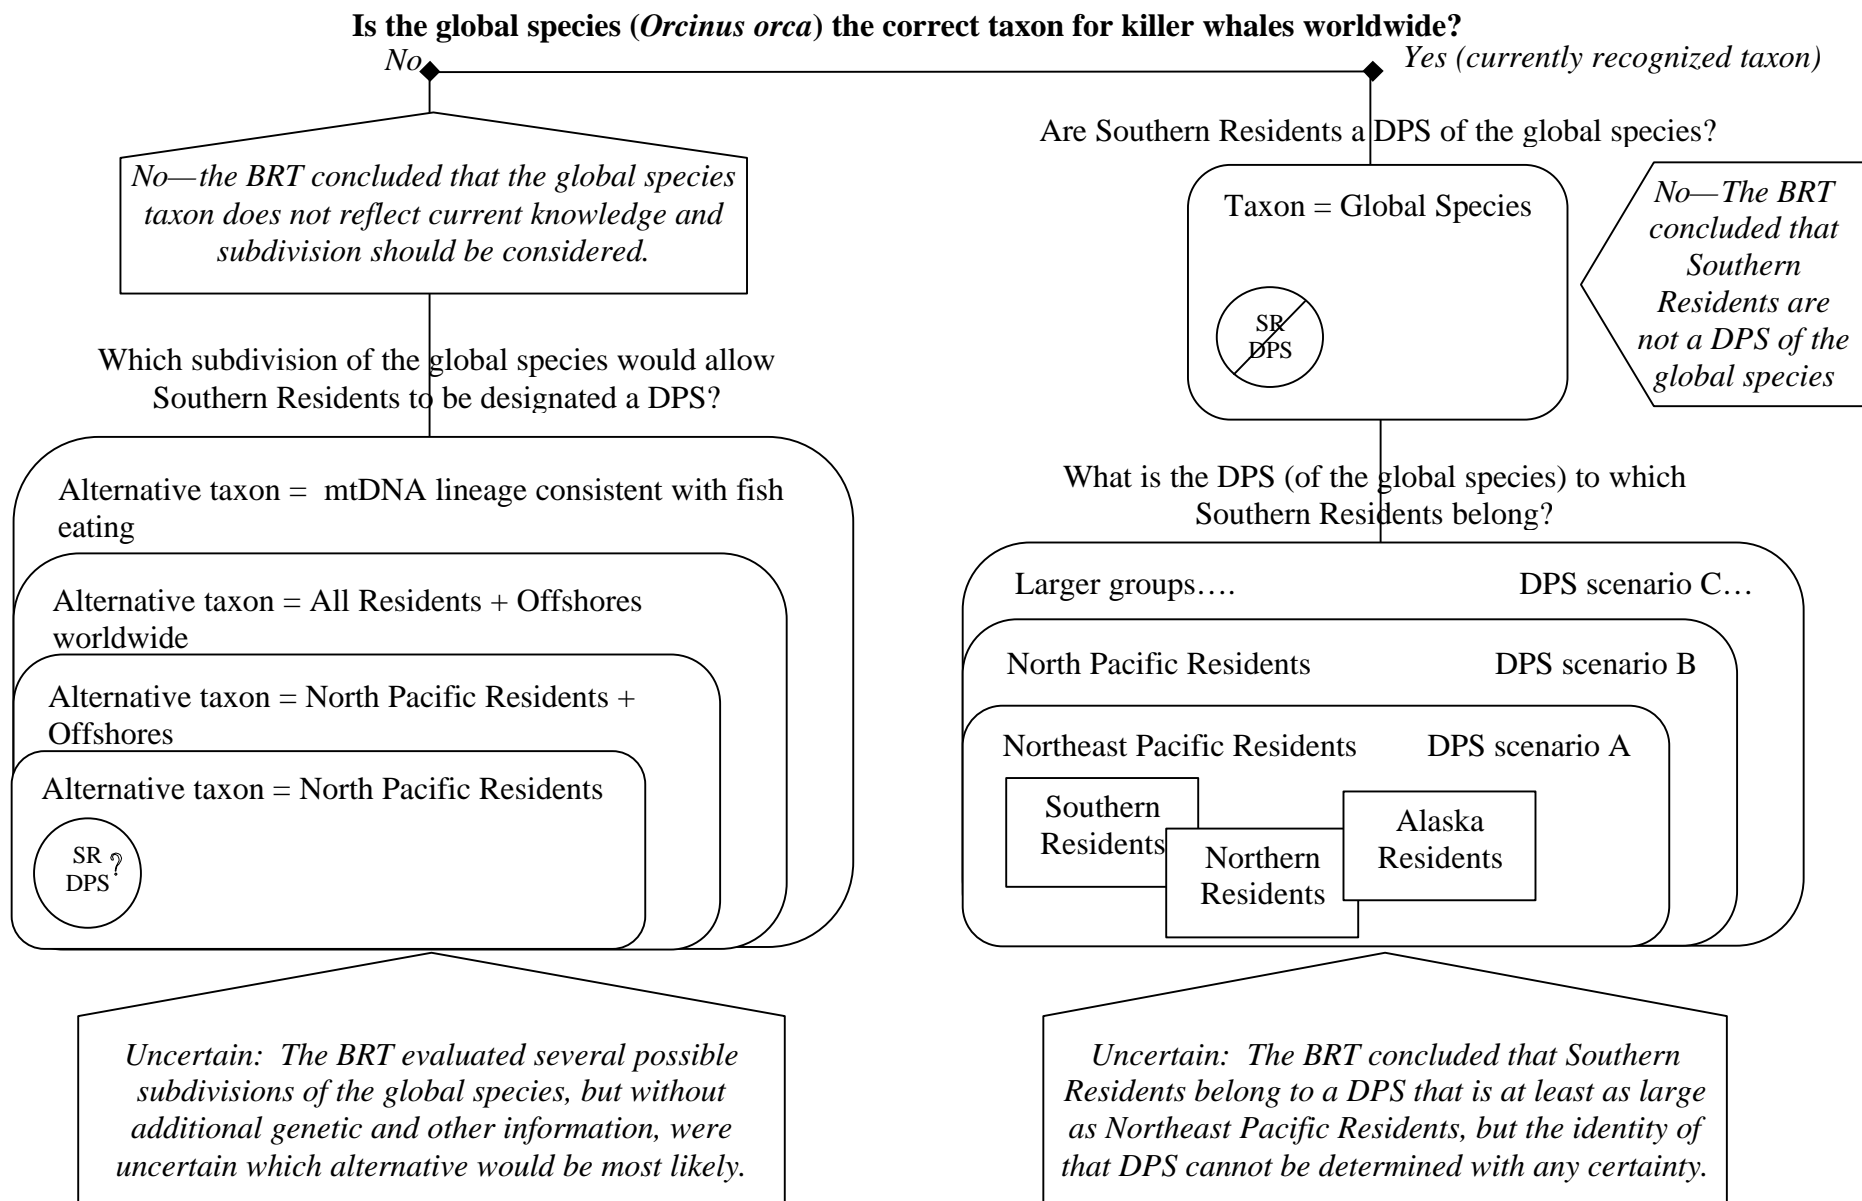 Is the global species (Orcinus orca) the correct taxon for killer whales worldwide?
No
Yes (currently recognized taxon)
No—the BRT concluded that the global species
taxon does not reflect current knowledge and
subdivision should be considered.
Which subdivision of the global species would allow
Southern Residents to be designated a DPS?
Alternative taxon =  mtDNA lineage consistent with fish
eating
Alternative taxon = All Residents + Offshores
worldwide
Alternative taxon = North Pacific Residents +
Offshores
Alternative taxon = North Pacific Residents
SR ?
DPS
Uncertain:  The BRT evaluated several possible
subdivisions of the global species, but without
additional genetic and other information, were
uncertain which alternative would be most likely.
Are Southern Residents a DPS of the global species?
Taxon = Global Species
SR
DPS
No—The BRT
concluded that
Southern
Residents are
not a DPS of the
global species
What is the DPS (of the global species) to which
Southern Residents belong?
Larger groups…. DPS scenario C…
North Pacific Residents DPS scenario B
Northeast Pacific Residents DPS scenario A
Southern
Residents
Northern
Residents
Alaska
Residents
Uncertain:  The BRT concluded that Southern
Residents belong to a DPS that is at least as large
as Northeast Pacific Residents, but the identity of
that DPS cannot be determined with any certainty.